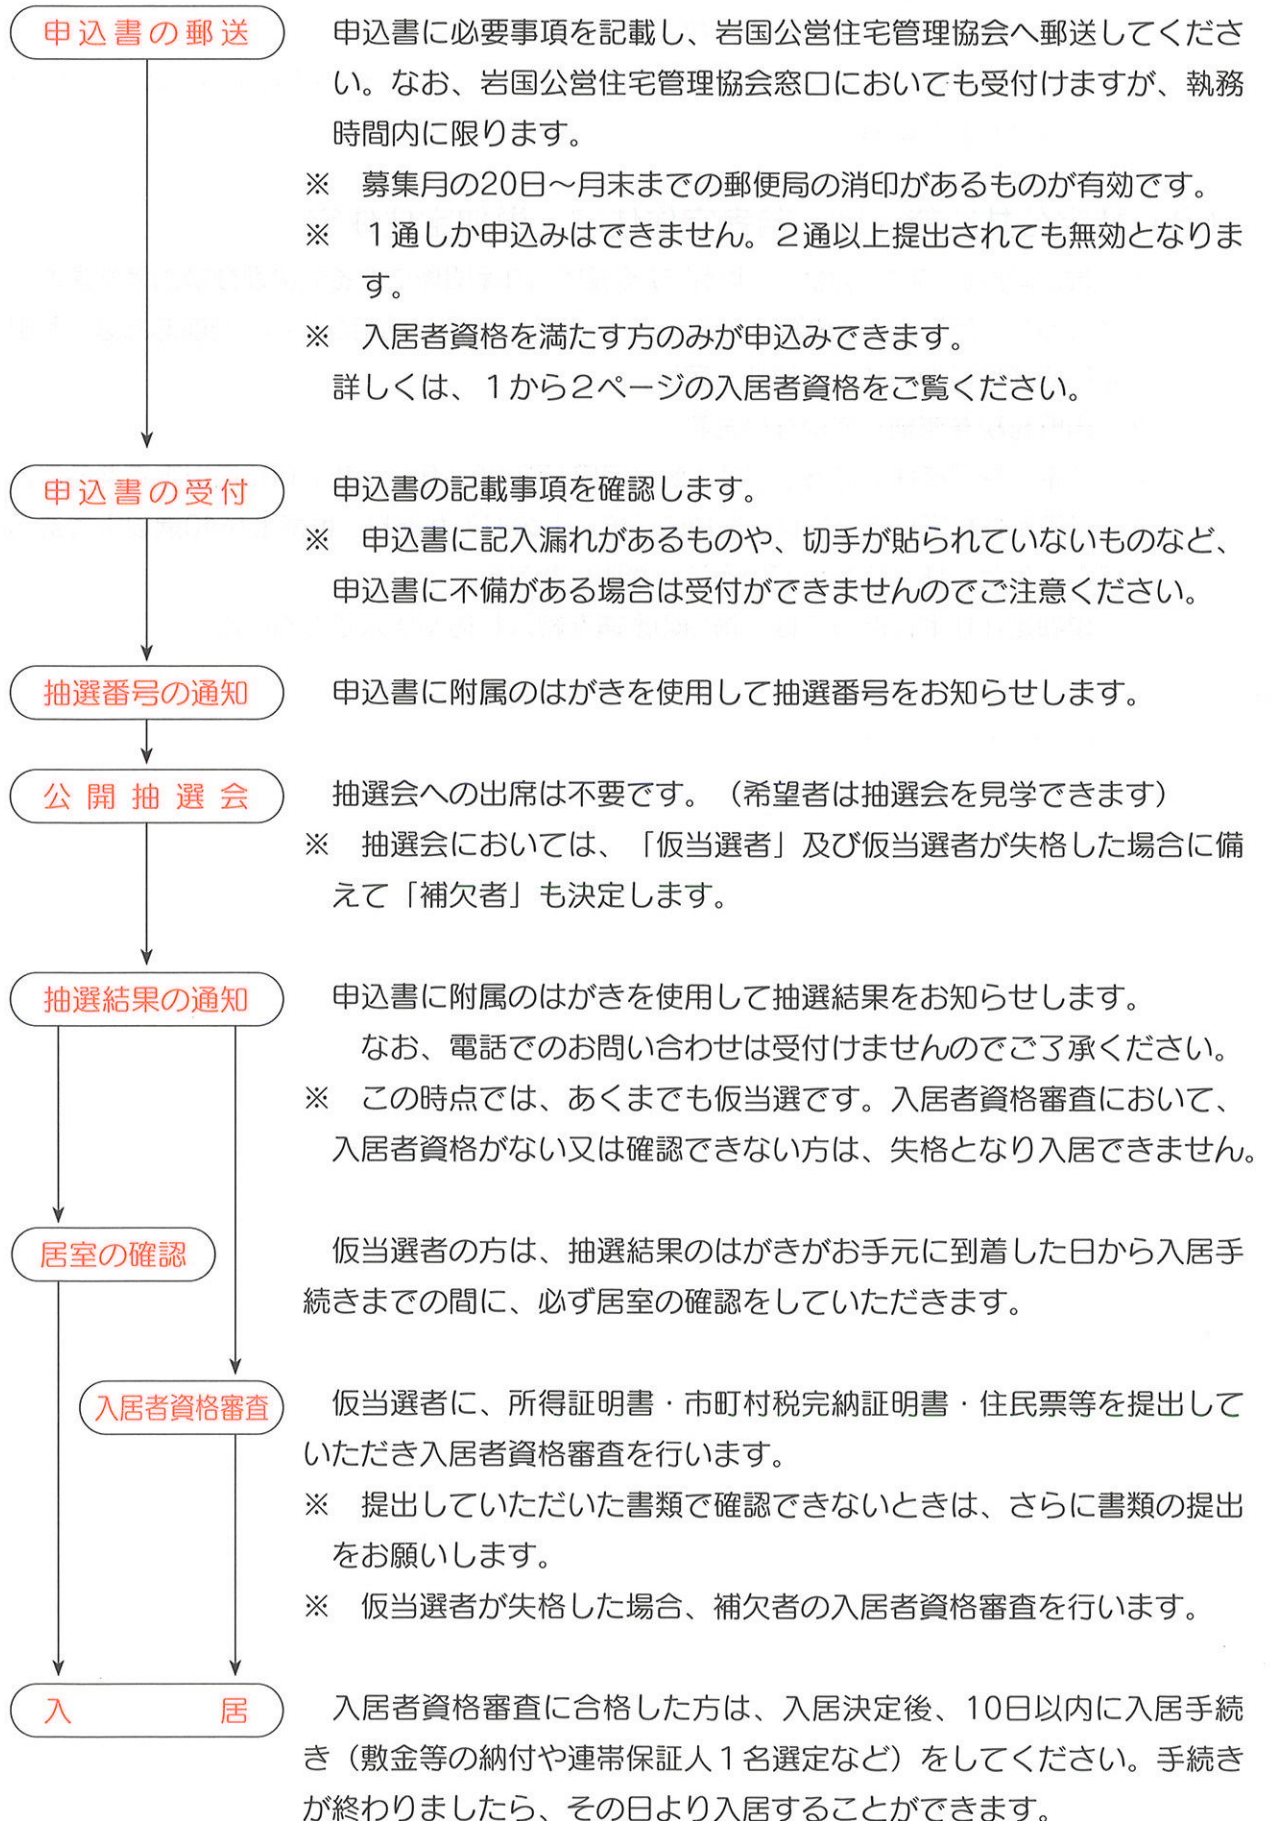 申込書の郵送
申込書に必要事項を記載し、岩国公営住宅管理協会へ郵送してくださ
い。なお、岩国公営住宅管理協会窓口においても受付けますが、執務
時間内に限ります。
※　募集月の20日～月末までの郵便局の消印があるものが有効です。
※　１通しか申込みはできません。２通以上提出されても無効となりま
す。
※　入居者資格を満たす方のみが申込みできます。
詳しくは、１から２ページの入居者資格をご覧ください。
申込書の受付
申込書の記載事項を確認します。
※　申込書に記入漏れがあるものや、切手が貼られていないものなど、
申込書に不備がある場合は受付ができませんのでご注意ください。
抽選番号の通知
申込書に附属のはがきを使用して抽選番号をお知らせします。
公開抽選会
抽選会への出席は不要です。（希望者は抽選会を見学できます）
※　抽選会においては、「仮当選者」及び仮当選者が失格した場合に備
えて「補欠者」も決定します。
抽選結果の通知
申込書に附属のはがきを使用して抽選結果をお知らせします。
なお、電話でのお問い合わせは受付けませんのでご了承ください。
※　この時点では、あくまでも仮当選です。入居者資格審査において、
入居者資格がない又は確認できない方は、失格となり入居できません。
居室の確認
仮当選者の方は、抽選結果のはがきがお手元に到着した日から入居手
続きまでの間に、必ず居室の確認をしていただきます。
入居者資格審査
仮当選者に、所得証明書・市町村税完納証明書・住民票等を提出して
いただき入居者資格審査を行います。
※　提出していただいた書類で確認できないときは、さらに書類の提出
をお願いします。
※　仮当選者が失格した場合、補欠者の入居者資格審査を行います。
入居
入居者資格審査に合格した方は、入居決定後、10日以内に入居手続
き（敷金等の納付や連帯保証人１名選定など）をしてください。手続き
が終わりましたら、その日より入居することができます。